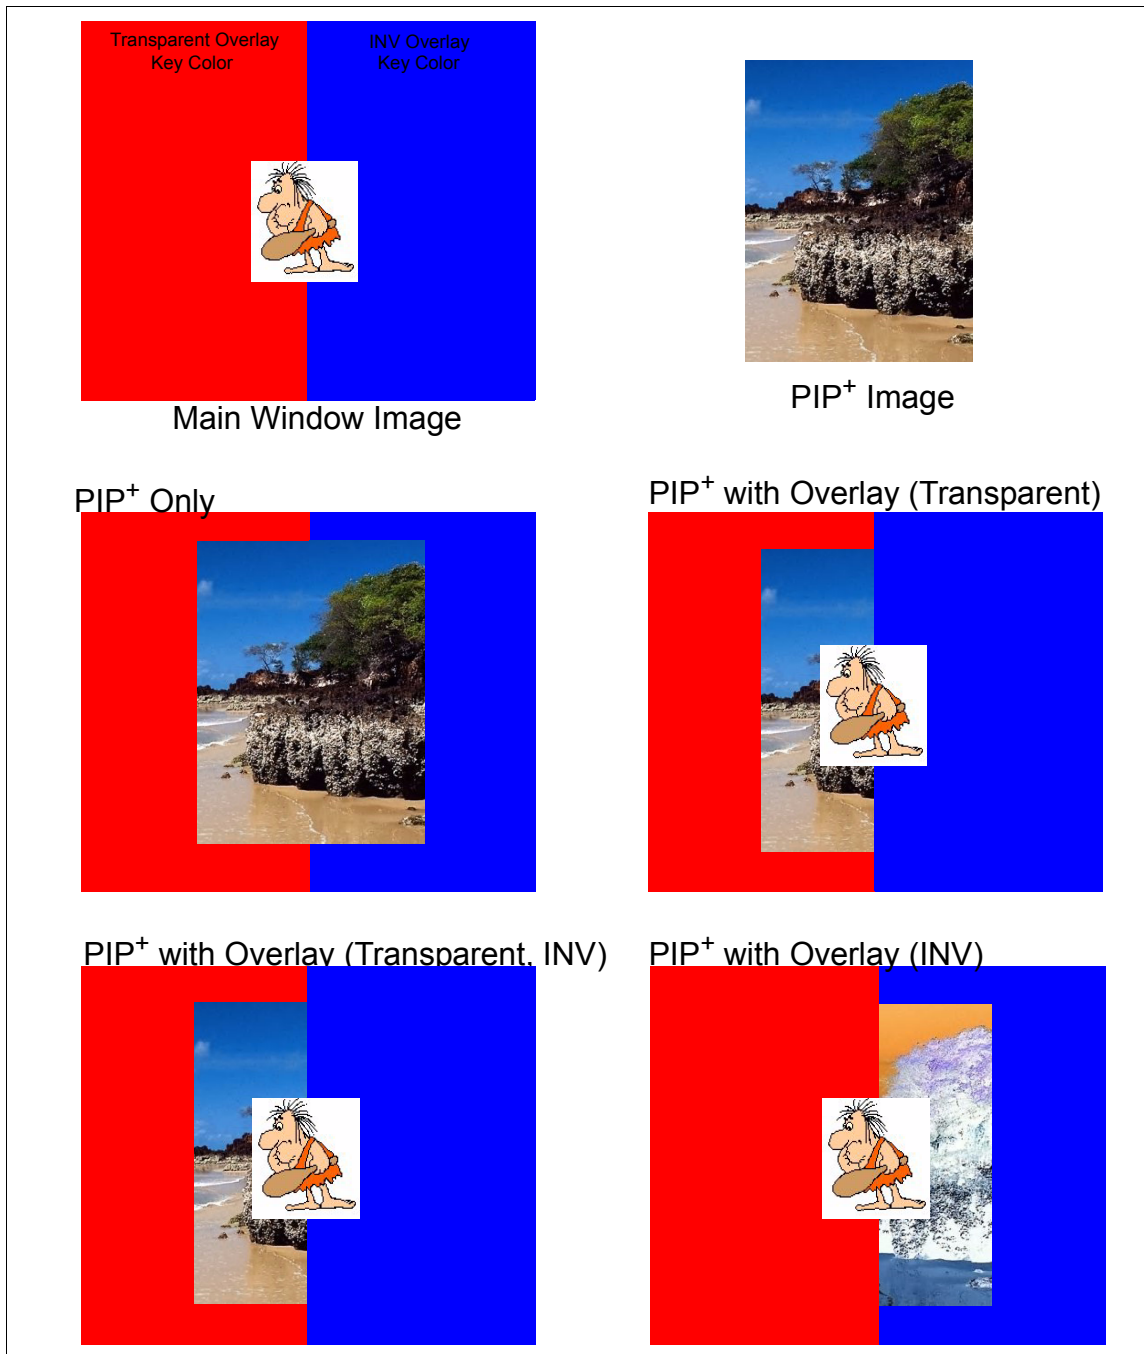 Transparent Overlay
Key Color
INV Overlay
Key Color
Main Window Image
PIP+ Image
PIP+ Only
PIP+ with Overlay (Transparent)
PIP+ with Overlay (Transparent, INV)
PIP+ with Overlay (INV)